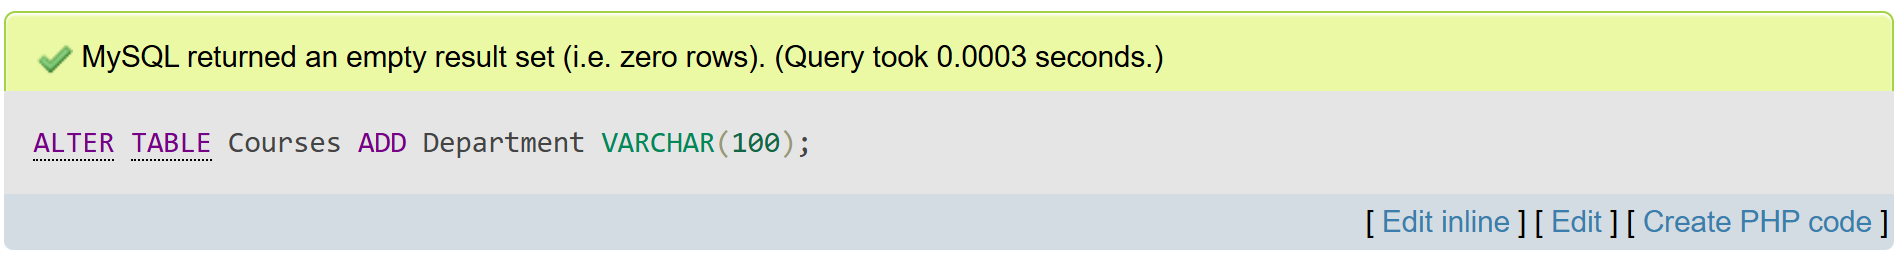 MySQL returned an empty result set (i.e. zero rows). (Query took 0.0003 seconds.)
ALTER TABLE Courses ADD Department VARCHAR(100);
[ Edit inline ] [ Edit ] [ Create PHP code ]